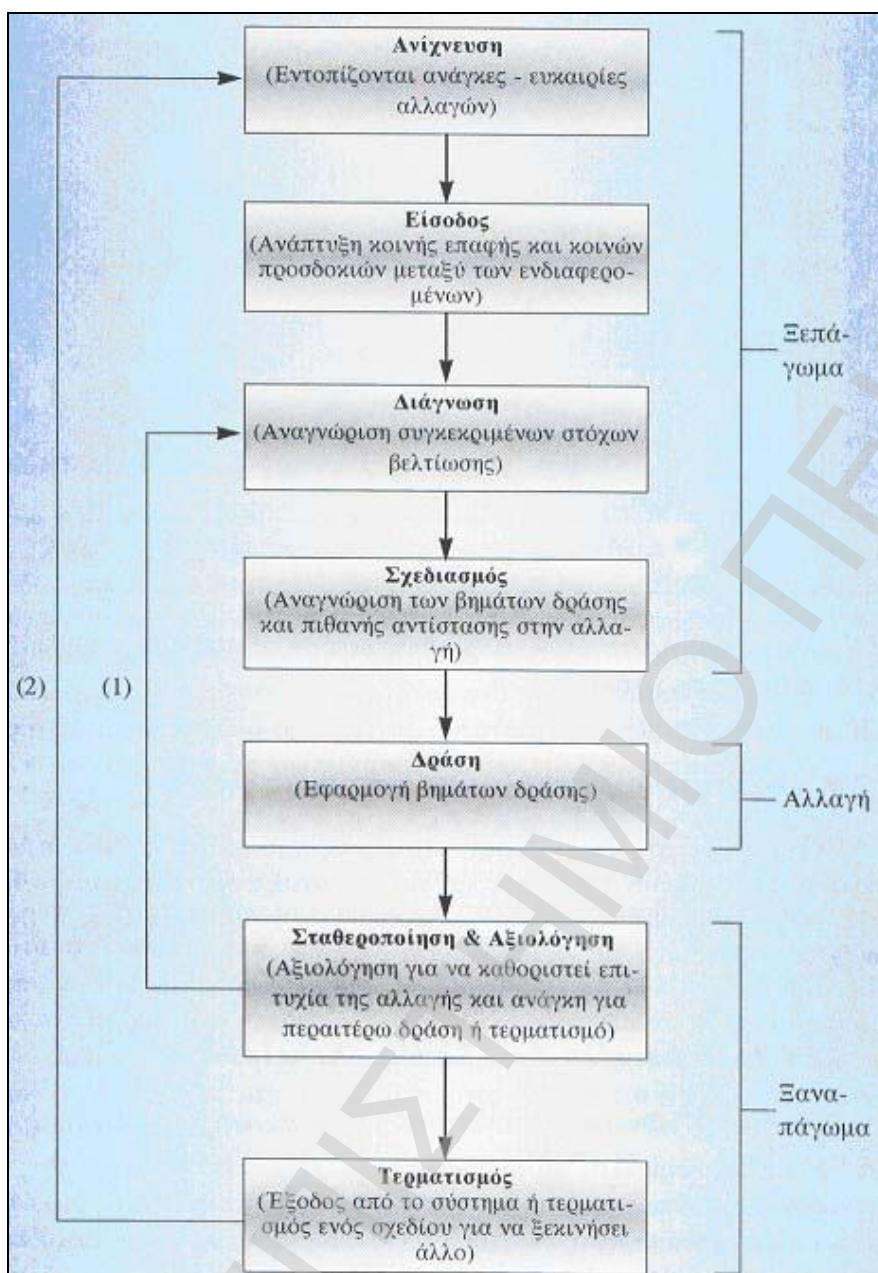 Ανίχνευση
(Εντοπίζονται ανάγκες - ευκαιρίες
αλλαγών)
Είσοδος
(Ανάπτυξη κοινής επαφής και κοινών
προσδοκιών μεταξύ των ενδιαφερο-
μένων)
Ξεπά-
γωμα
Διάγνωση
(Αναγνώριση συγκεκριμένων στόχων
βελτίωσης)
Σχεδιασμός
(Αναγνώριση των βημάτων δράσης
και πιθανής αντίστασης στην αλλα-
γή)
(2) (1)
Δράση
(Εφαρμογή βημάτων δράσης)
Αλλαγή
Σταθεροποίηση & Αξιολόγηση
(Αξιολόγηση για να καθοριστεί επι-
τυχία της αλλαγής και ανάγκη για
περαιτέρω δράση ή τερματισμό)
Ξανα-
πάγωμα
Τερματισμός
(Έξοδος από το σύστημα ή τερματι-
σμός ενός σχεδίου για να ξεκινήσει
άλλο)